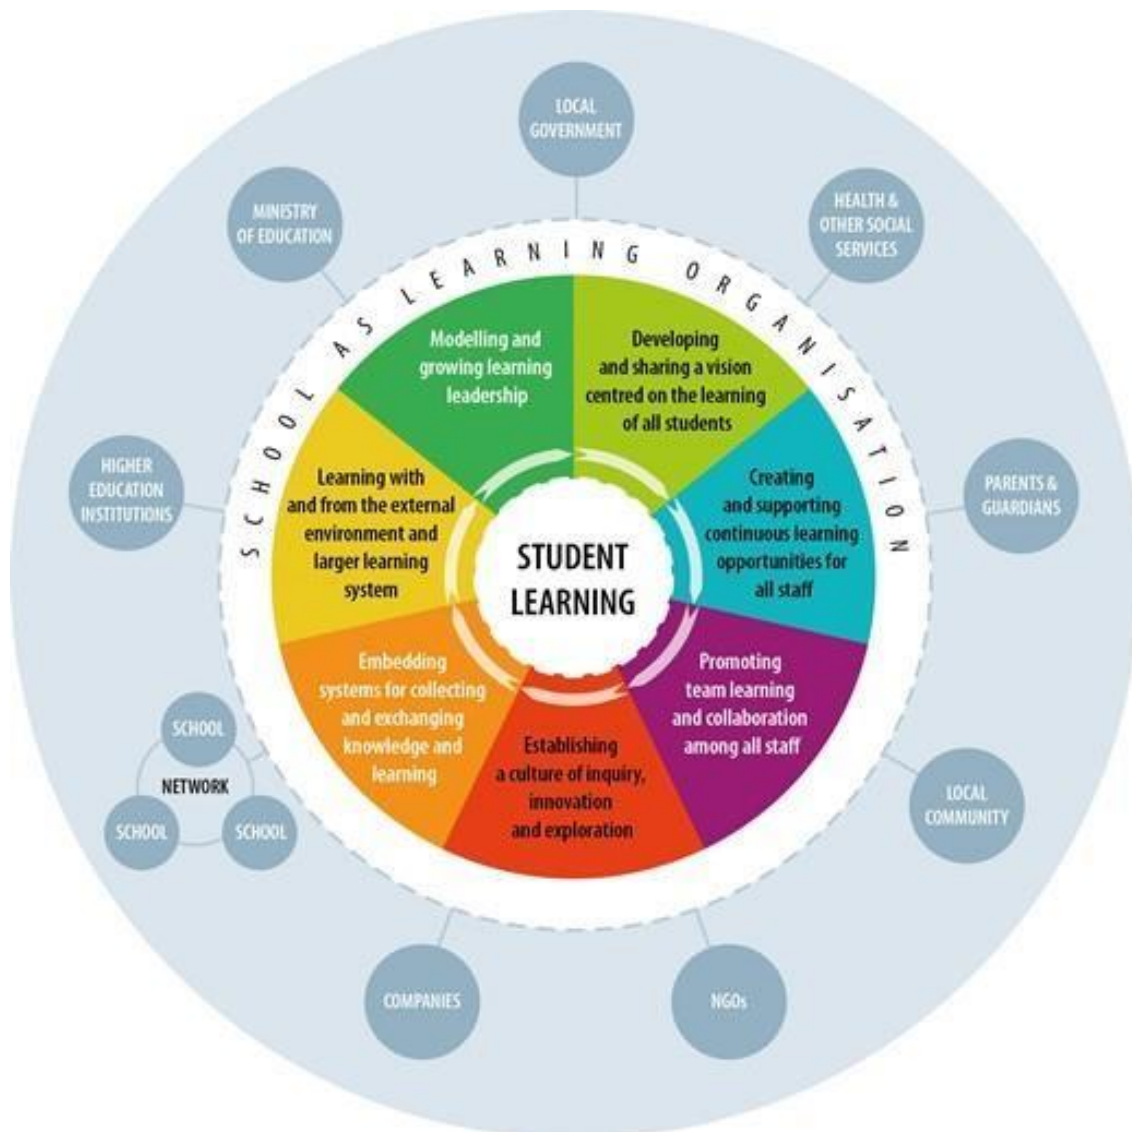 LOCAL
GOVERNMENT
MINISTRY
OF EDUCATION
HEALTH &
OTHER SOCIAL
SERVICES
SCHOOL AS LEARNING ORGANISATION
Modelling and
growing learning
leadership
Developing
and sharing a vision
centred on the learning
of all students
HIGHER
EDUCATION
INSTITUTIONS
Learning with
and from the external
environment and
larger learning
system
Creating
and supporting
continuous learning
opportunities for
all staff
PARENTS &
GUARDIANS
STUDENT
LEARNING
Embedding
systems for collecting
and exchanging
knowledge and
learning
Promoting
team learning
and collaboration
among all staff
Establishing
a culture of inquiry,
innovation
and exploration
SCHOOL
NETWORK
SCHOOL
SCHOOL
LOCAL
COMMUNITY
COMPANIES
NGOs